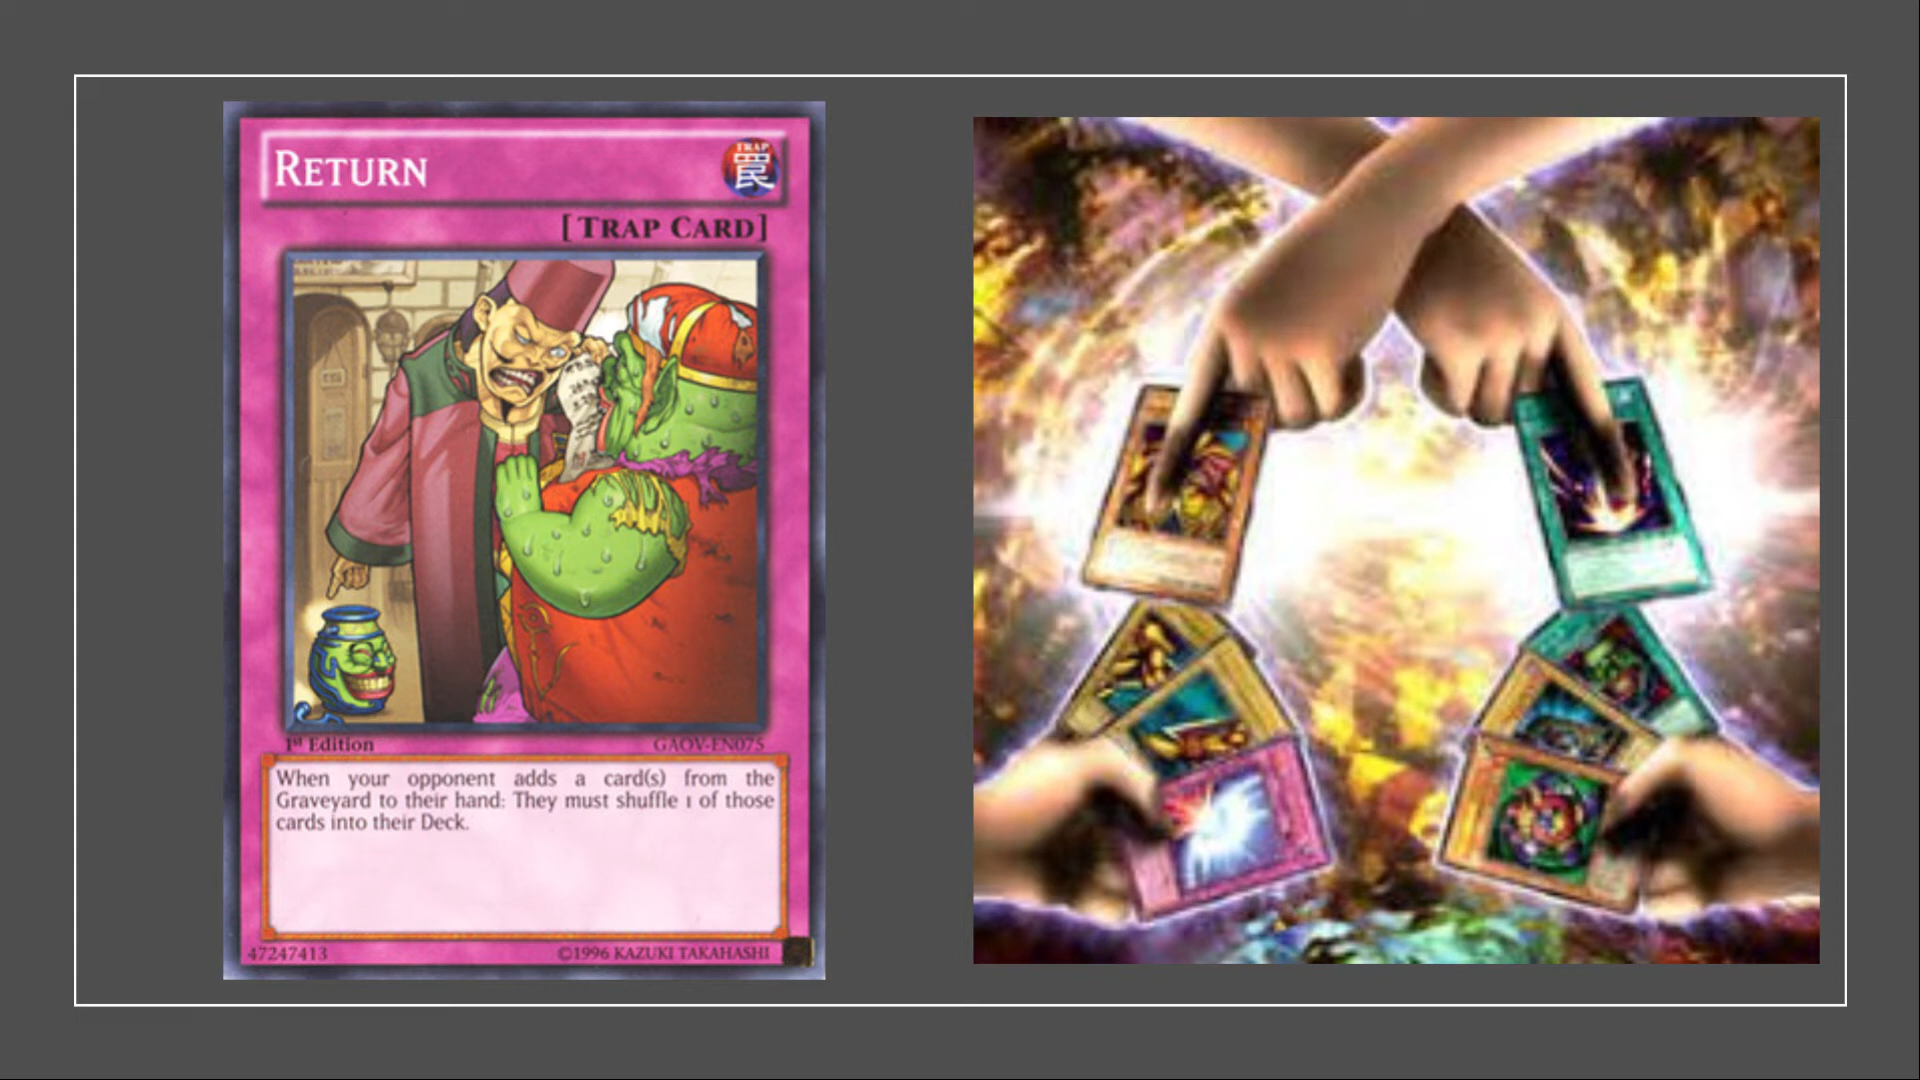 RETURN
TRAP
罠
[TRAP CARD]
1st Edition
GAOV-EN075
When your opponent adds a card(s) from the
Graveyard to their hand: They must shuffle 1 of those
cards into their Deck.
47247413
©1996 KAZUKI TAKAHASHI